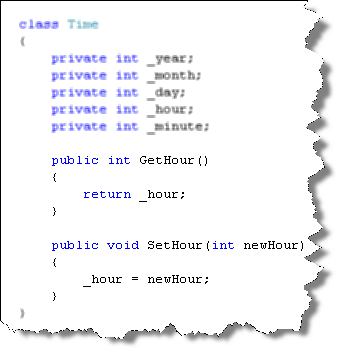 class Time
{
    private int _year;
    private int _month;
    private int _day;
    private int _hour;
    private int _minute;

    public int GetHour()
    {
        return _hour;
    }

    public void SetHour(int newHour)
    {
        _hour = newHour;
    }
}